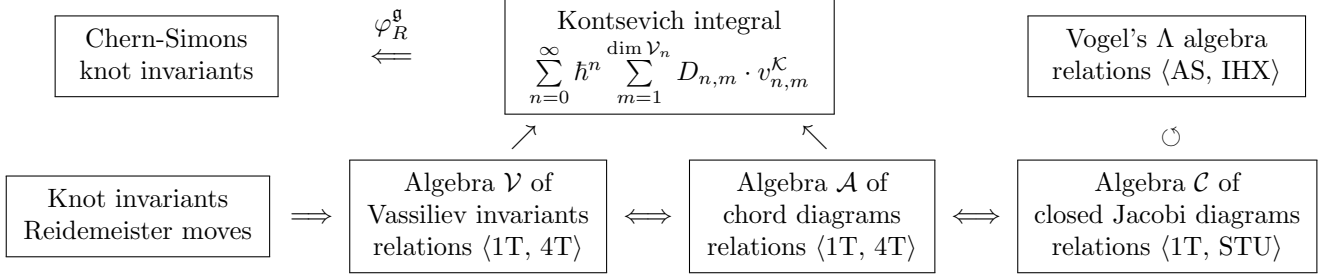 Chern-Simons
knot invariants
φ_R^𝔤
⟸
Kontsevich integral
∑_{n=0}^{∞} ℏ^n ∑_{m=1}^{dim 𝒱_n} D_{n,m} · v_{n,m}^{𝒦}
Vogel's Λ algebra
relations ⟨AS, IHX⟩
↗
↖
↺
Knot invariants
Reidemeister moves
⟹
Algebra 𝒱 of
Vassiliev invariants
relations ⟨1T, 4T⟩
⟺
Algebra 𝒜 of
chord diagrams
relations ⟨1T, 4T⟩
⟺
Algebra 𝒞 of
closed Jacobi diagrams
relations ⟨1T, STU⟩